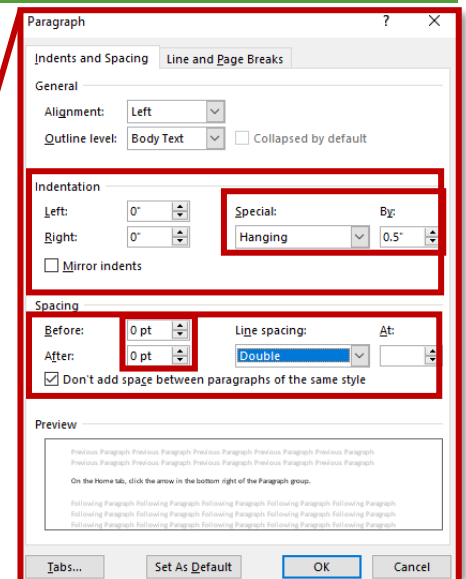 Paragraph ? ×
Indents and Spacing Line and Page Breaks
General
Alignment: Left
Outline level: Body Text Collapsed by default
Indentation
Left: 0" Special: By:
Right: 0" Hanging 0.5"
Mirror indents
Spacing
Before: 0 pt Line spacing: At:
After: 0 pt Double
Don't add space between paragraphs of the same style
Preview
Previous Paragraph Previous Paragraph Previous Paragraph Previous Paragraph Previous Paragraph
Previous Paragraph Previous Paragraph Previous Paragraph Previous Paragraph Previous Paragraph
On the Home tab, click the arrow in the bottom right of the Paragraph group.
Following Paragraph Following Paragraph Following Paragraph Following Paragraph Following Paragraph
Following Paragraph Following Paragraph Following Paragraph Following Paragraph Following Paragraph
Following Paragraph Following Paragraph Following Paragraph Following Paragraph Following Paragraph
Tabs... Set As Default OK Cancel